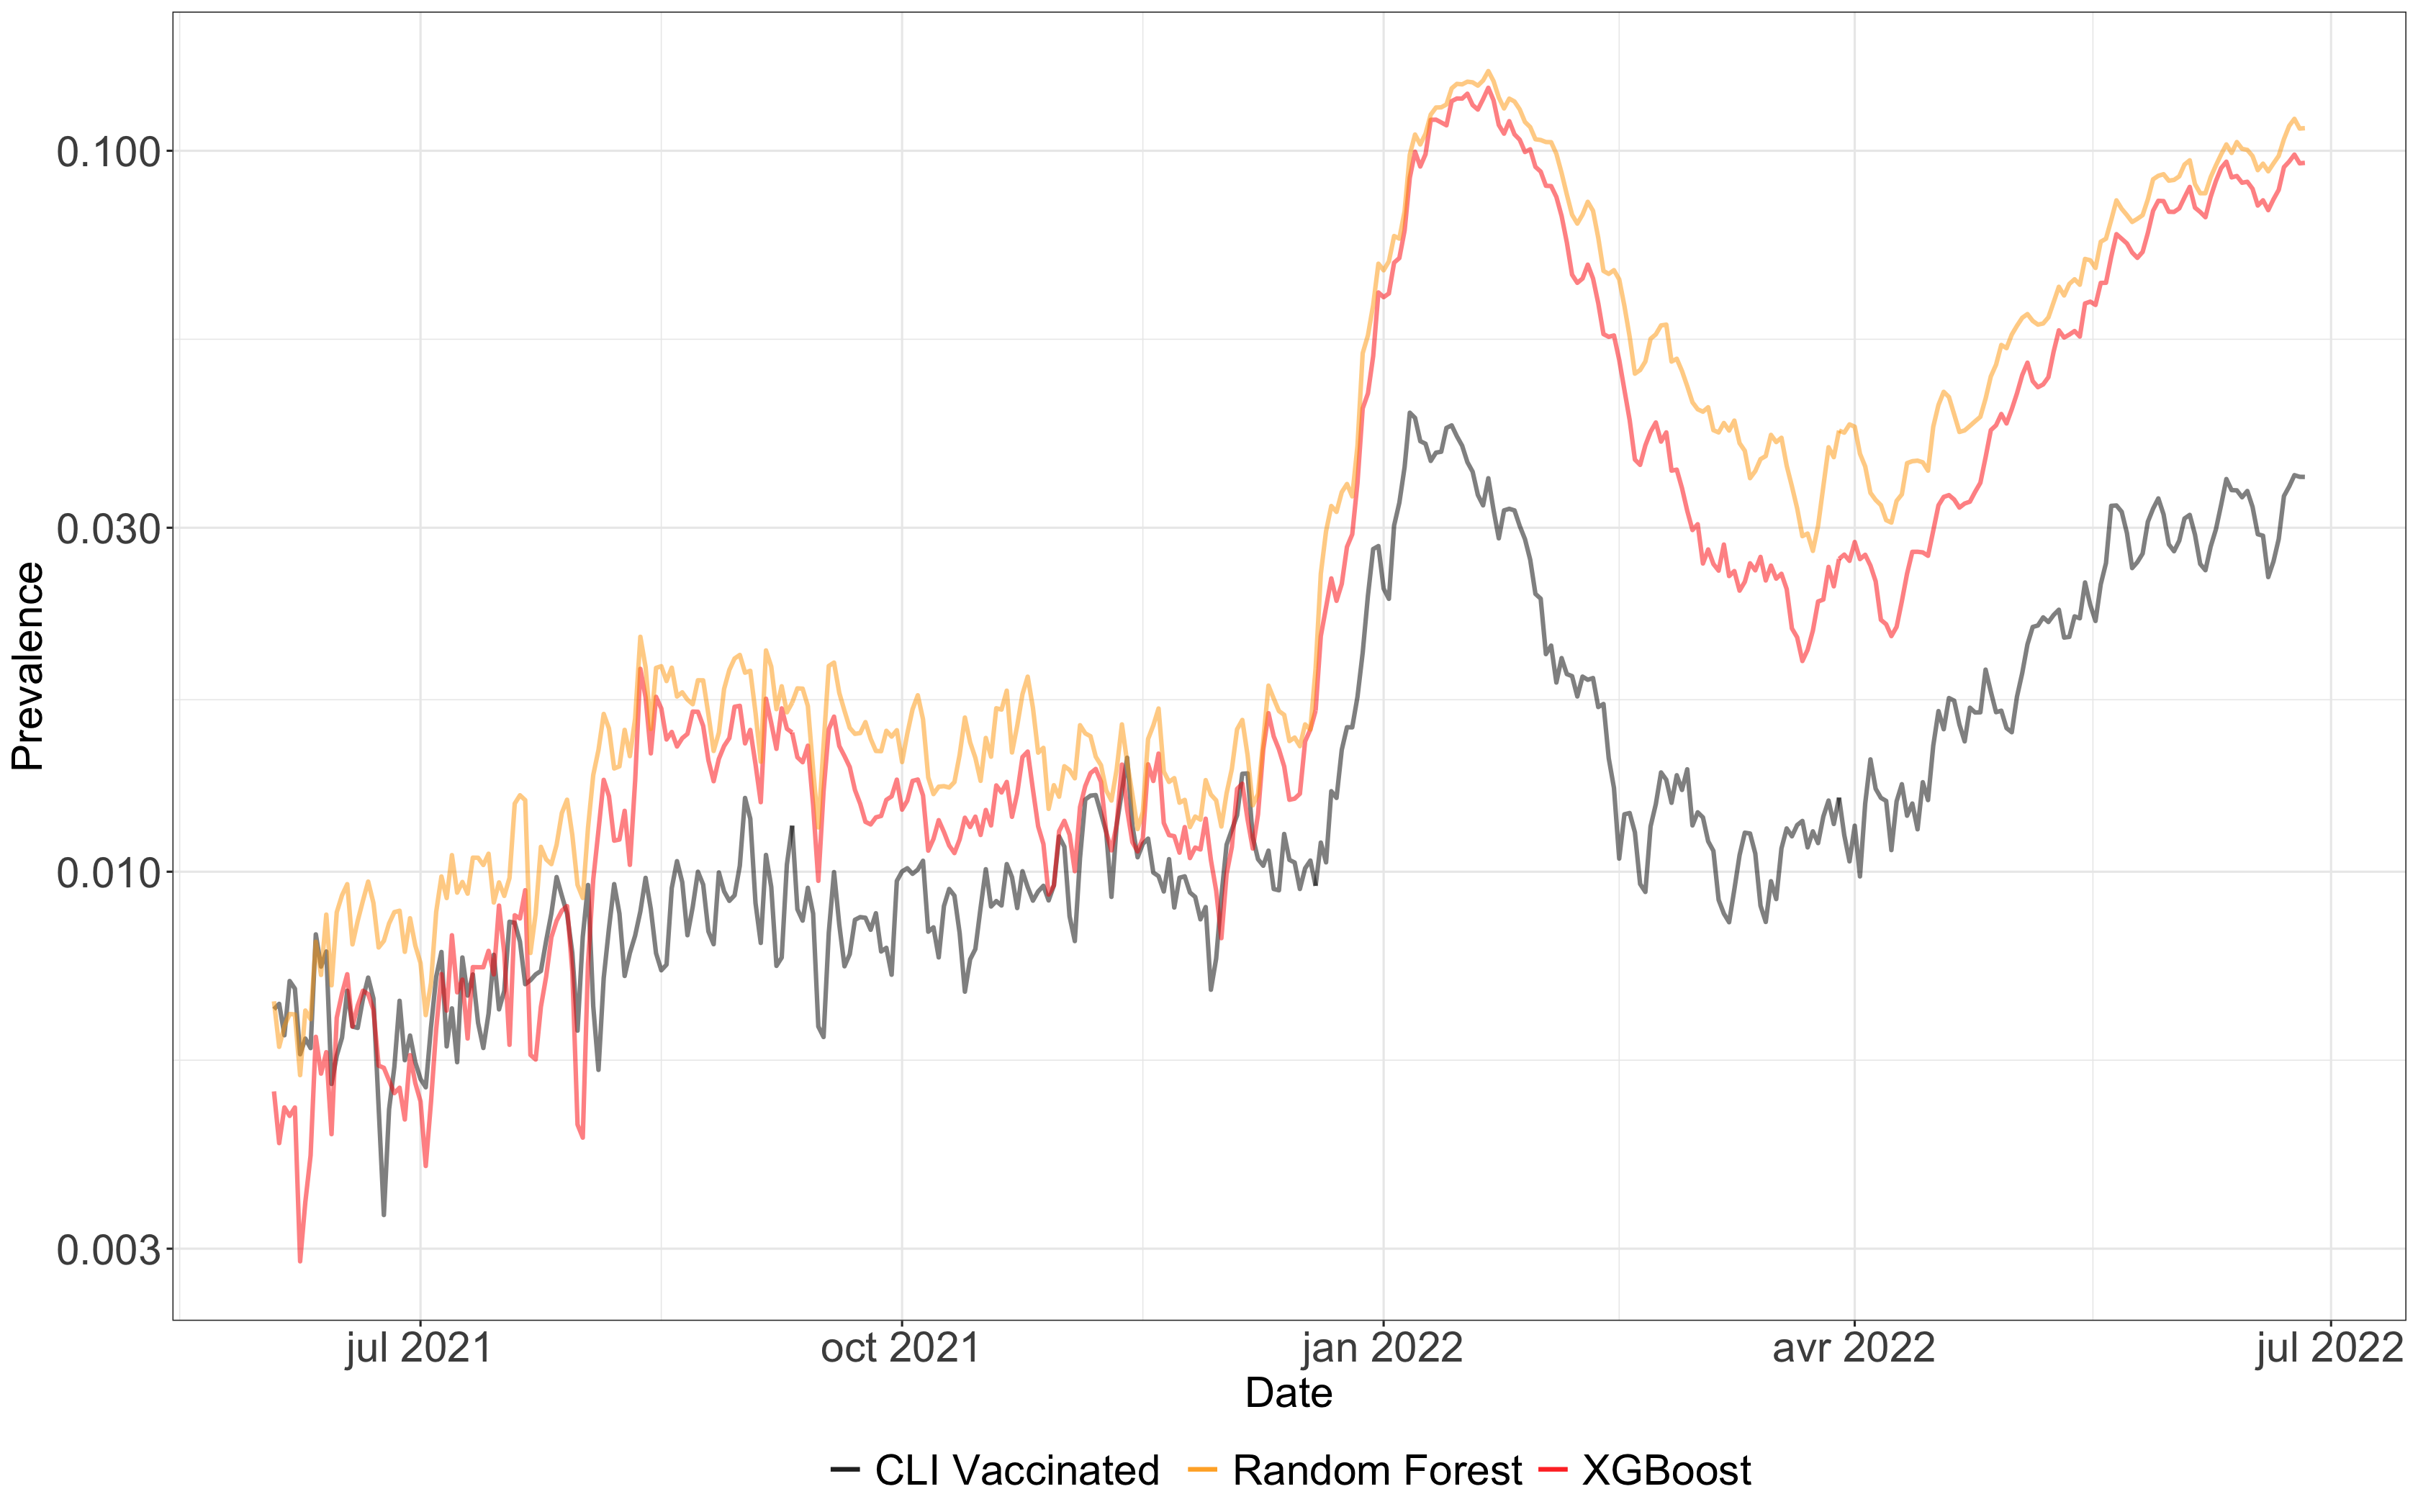 0.100
0.030
0.010
0.003
Prevalence
jul 2021
oct 2021
jan 2022
avr 2022
jul 2022
Date
CLI Vaccinated
Random Forest
XGBoost